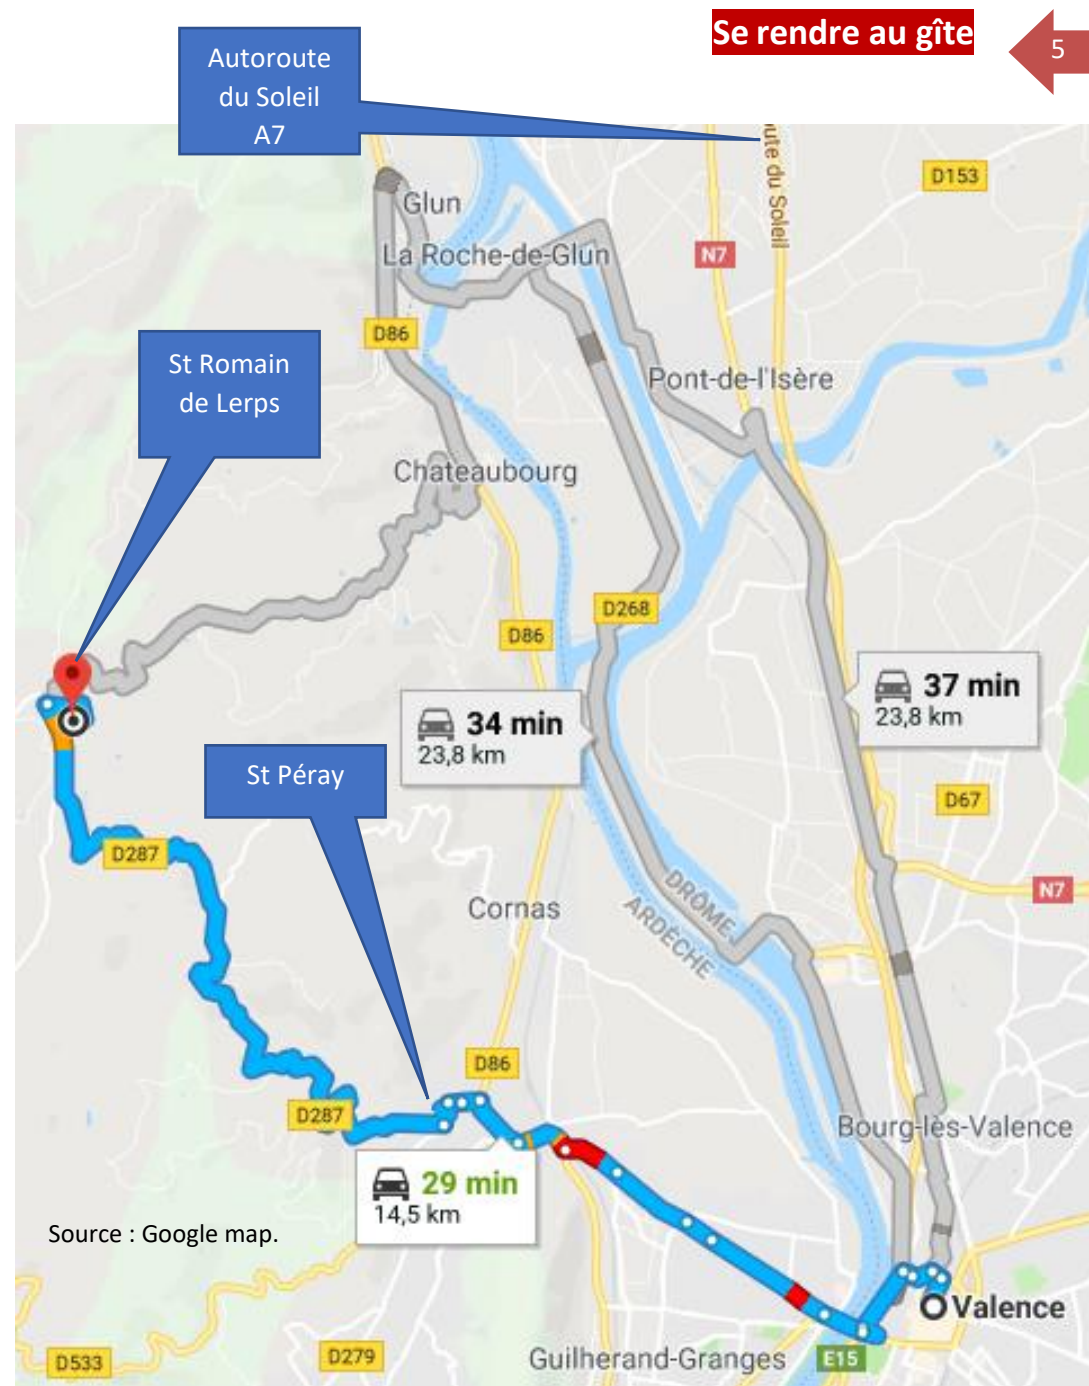 Se rendre au gîte
5
Autoroute
du Soleil
A7
ute du Soleil
D153
Glun
La Roche-de-Glun
N7
D86
St Romain
de Lerps
Pont-de-l'Isère
Chateaubourg
D268
D86
37 min
23,8 km
34 min
23,8 km
St Péray
D67
D287
N7
DRÔME
ARDÈCHE
Cornas
D86
D287
Bourg-lès-Valence
29 min
14,5 km
Source : Google map.
Valence
D533
D279
Guilherand-Granges
E15